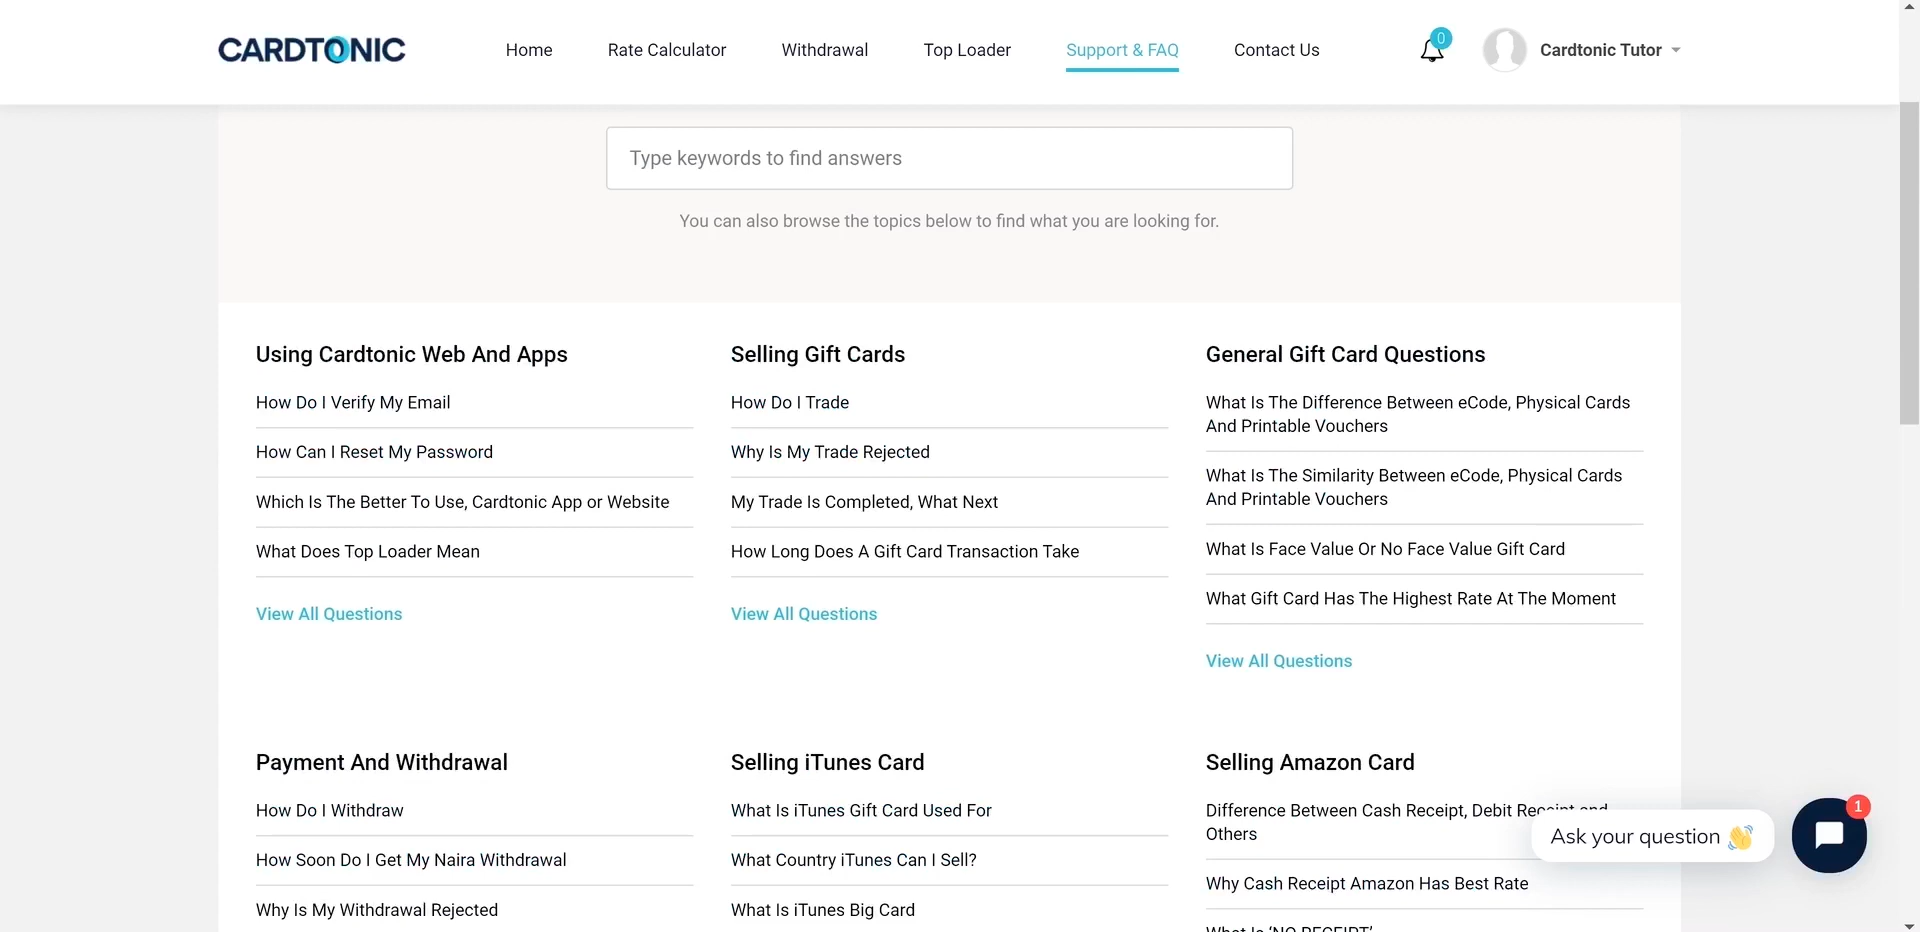 CARDTONIC
Home
Rate Calculator
Withdrawal
Top Loader
Support & FAQ
Contact Us
0
Cardtonic Tutor
Type keywords to find answers
You can also browse the topics below to find what you are looking for.
Using Cardtonic Web And Apps
How Do I Verify My Email
How Can I Reset My Password
Which Is The Better To Use, Cardtonic App or Website
What Does Top Loader Mean
View All Questions
Selling Gift Cards
How Do I Trade
Why Is My Trade Rejected
My Trade Is Completed, What Next
How Long Does A Gift Card Transaction Take
View All Questions
General Gift Card Questions
What Is The Difference Between eCode, Physical Cards
And Printable Vouchers
What Is The Similarity Between eCode, Physical Cards
And Printable Vouchers
What Is Face Value Or No Face Value Gift Card
What Gift Card Has The Highest Rate At The Moment
View All Questions
Payment And Withdrawal
How Do I Withdraw
How Soon Do I Get My Naira Withdrawal
Why Is My Withdrawal Rejected
Selling iTunes Card
What Is iTunes Gift Card Used For
What Country iTunes Can I Sell?
What Is iTunes Big Card
Selling Amazon Card
Difference Between Cash Receipt, Debit Receipt and
Others
Why Cash Receipt Amazon Has Best Rate
What Is 'NO RECEIPT'
Ask your question 👋
1